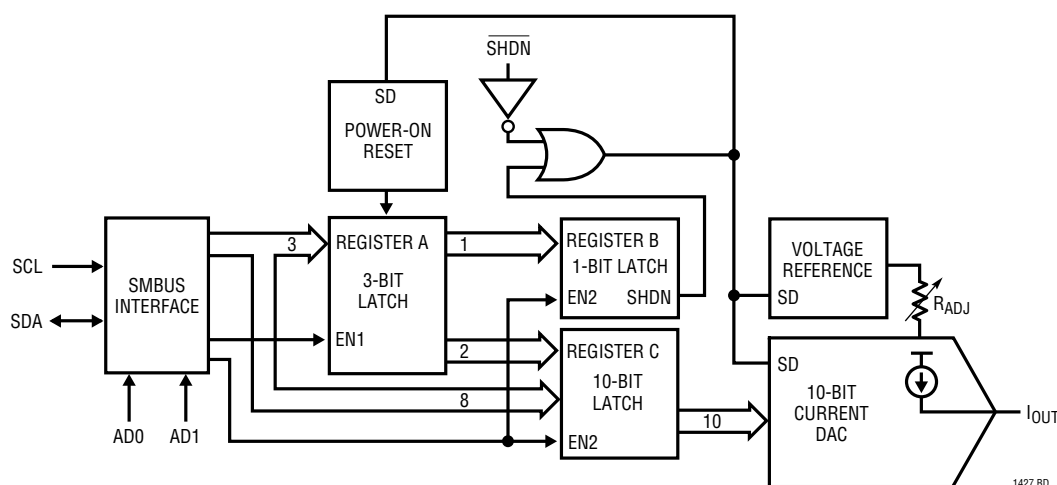 SHDN
SD
POWER-ON
RESET
SCL
SDA
SMBUS
INTERFACE
AD0
AD1
3
REGISTER A
3-BIT
LATCH
EN1
1
2
8
REGISTER B
1-BIT LATCH
EN2
SHDN
REGISTER C
10-BIT
LATCH
EN2
10
VOLTAGE
REFERENCE
SD
RADJ
SD
10-BIT
CURRENT
DAC
IOUT
1427 BD